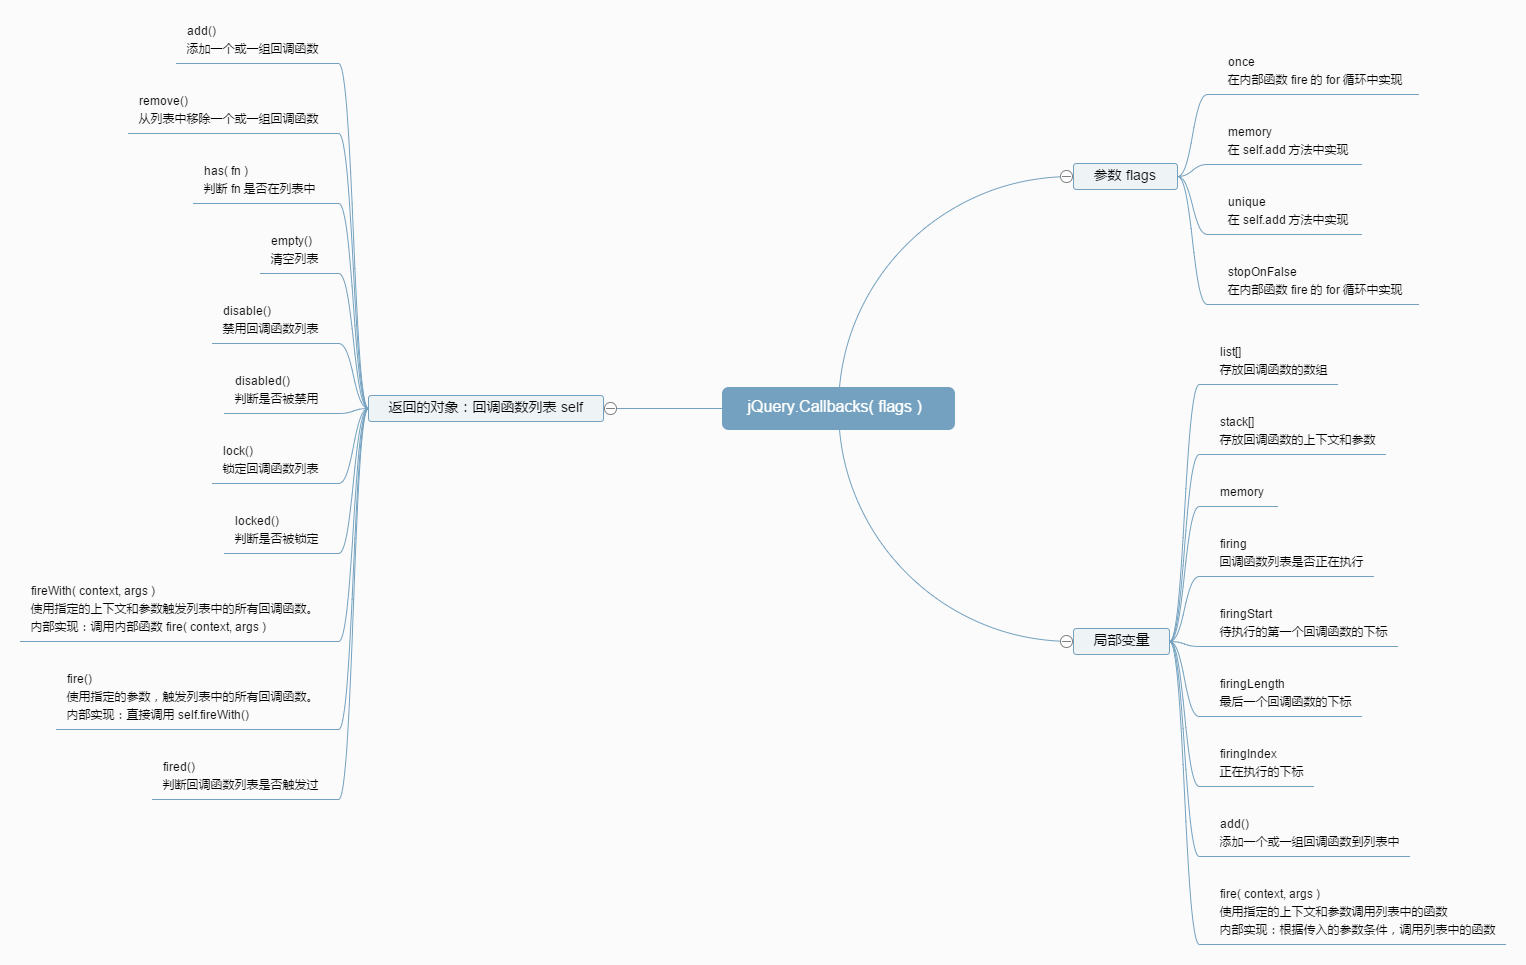 jQuery.Callbacks( flags )
返回的对象：回调函数列表 self
add()
添加一个或一组回调函数
remove()
从列表中移除一个或一组回调函数
has( fn )
判断 fn 是否在列表中
empty()
清空列表
disable()
禁用回调函数列表
disabled()
判断是否被禁用
lock()
锁定回调函数列表
locked()
判断是否被锁定
fireWith( context, args )
使用指定的上下文和参数触发列表中的所有回调函数。
内部实现：调用内部函数 fire( context, args )
fire()
使用指定的参数，触发列表中的所有回调函数。
内部实现：直接调用 self.fireWith()
fired()
判断回调函数列表是否触发过
参数 flags
once
在内部函数 fire 的 for 循环中实现
memory
在 self.add 方法中实现
unique
在 self.add 方法中实现
stopOnFalse
在内部函数 fire 的 for 循环中实现
局部变量
list[]
存放回调函数的数组
stack[]
存放回调函数的上下文和参数
memory
firing
回调函数列表是否正在执行
firingStart
待执行的第一个回调函数的下标
firingLength
最后一个回调函数的下标
firingIndex
正在执行的下标
add()
添加一个或一组回调函数到列表中
fire( context, args )
使用指定的上下文和参数调用列表中的函数
内部实现：根据传入的参数条件，调用列表中的函数